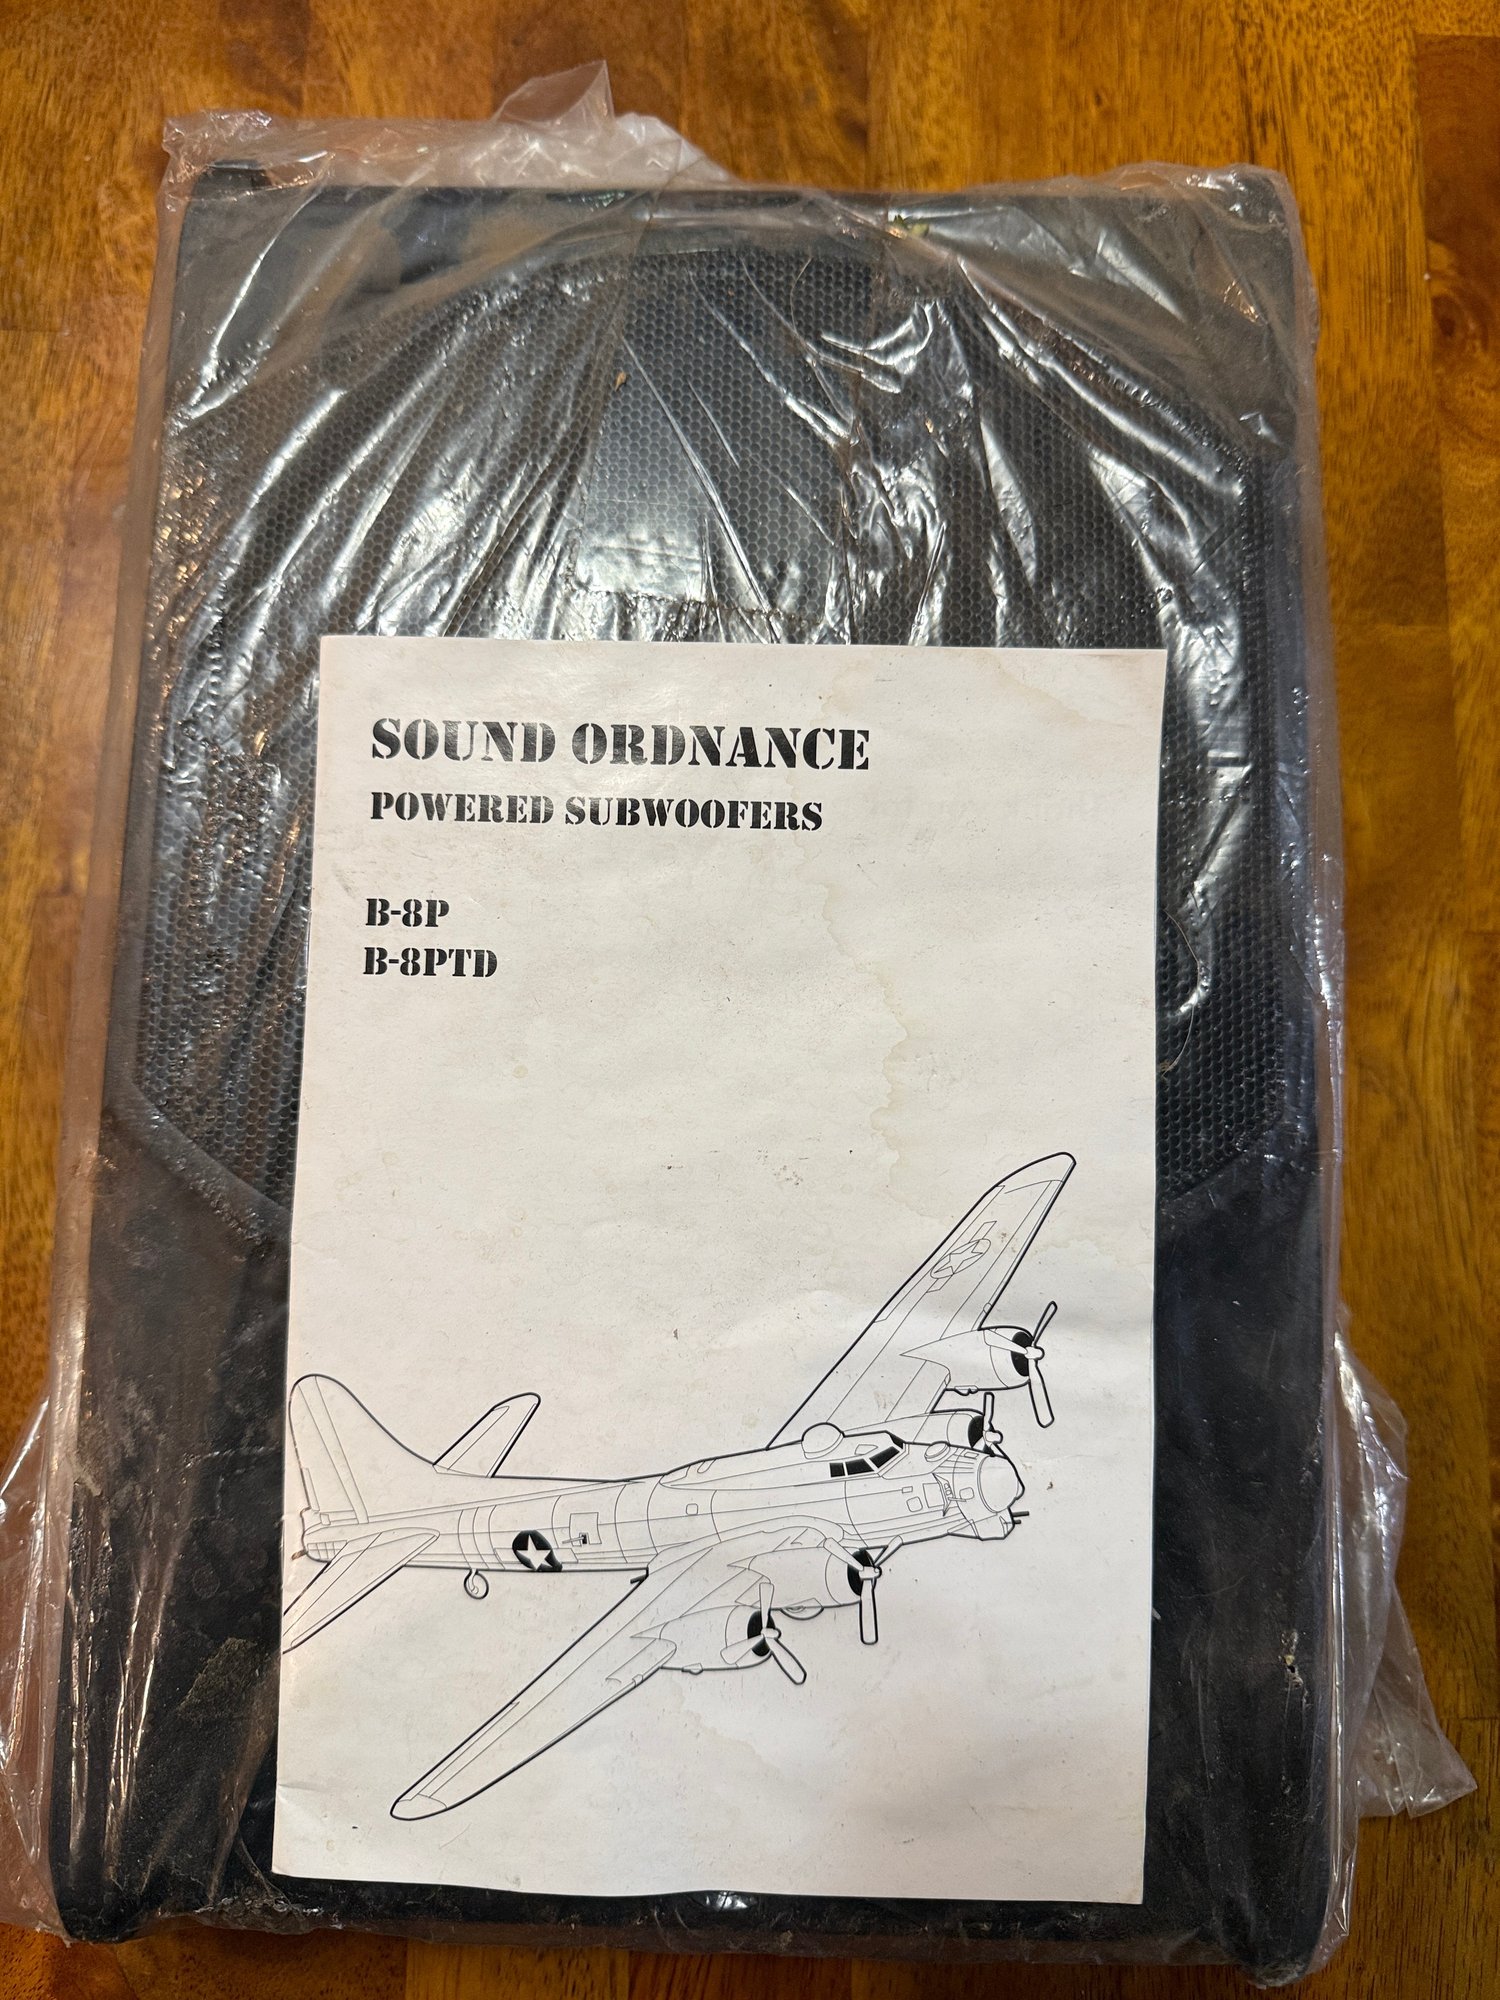 SOUND ORDNANCE
POWERED SUBWOOFERS
B-8P
B-8PTD